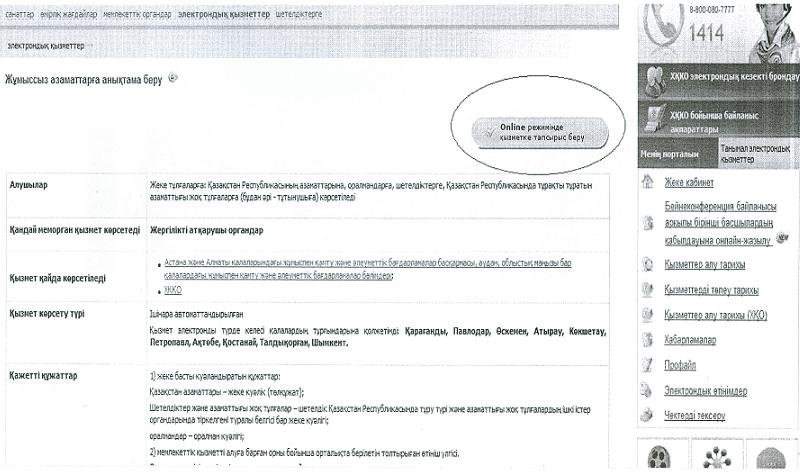 санаттар өмірлік жағдайлар мемлекеттік органдар электрондық қызметтер шетелдіктерге
электрондық қызметтер
Жұмыссыз азаматтарға анықтама беру
Online режимінде
қызметке тапсырыс беру
Алушылар
Жеке тұлғаларға: Қазақстан Республикасының азаматтарына, оралмандарға, шетелдіктерге, Қазақстан Республикасында тұрақты тұратын
азаматтығы жоқ тұлғаларға (бұдан әрі - тұтынушыға) көрсетіледі
Қандай меморган қызмет көрсетеді
Жергілікті атқарушы органдар
Қызмет қайда көрсетіледі
Астана және Алматы қалаларындағы жұмыспен қамту және әлеуметтік бағдарламалар басқармасы, аудан, облыстық маңызы бар
қалалардағы жұмыспен қамту және әлеуметтік бағдарламалар бөлімдері;
ХҚКО
Қызмет көрсету түрі
Ішінара автоматтандырылған
Қызмет электронды түрде келесі қалалардың тұрғындарына қолжетімді: Қарағанды, Павлодар, Өскемен, Атырау, Көкшетау,
Петропавл, Ақтөбе, Қостанай, Талдықорған, Шымкент.
Қажетті құжаттар
1) жеке басты куәландыратын құжаттар:
Қазақстан азаматтары – жеке куәлік (төлқұжат);
Шетелдіктер және азаматтығы жоқ тұлғалар – шетелдік Қазақстан Республикасында тұру түрі және азаматтығы жоқ тұлғалардың ішкі істер
органдарында тіркелгені туралы белгісі бар жеке куәлігі;
оралмандар – оралман куәлігі;
2) мемлекеттік қызметті алуға барған орны бойынша орталықта берілетін толтырылған өтініш үлгісі.
8-800-080-7777
1414
ХҚКО электрондық кезекті брондау
ХҚКО бойынша байланыс
ақпараттары
Менің порталым
Танымал электрондық
қызметтер
Жеке кабинет
Бейнеконференция байланысы
арқылы бірінші басшылардың
қабылдауына онлайн-жазылу
NEW
Қызметтер алу тарихы
Қызметтерді төлеу тарихы
Қызметтер алу тарихы (ХҚО)
Хабарламалар
Профайл
Электрондық өтінімдер
Чектерді тексеру